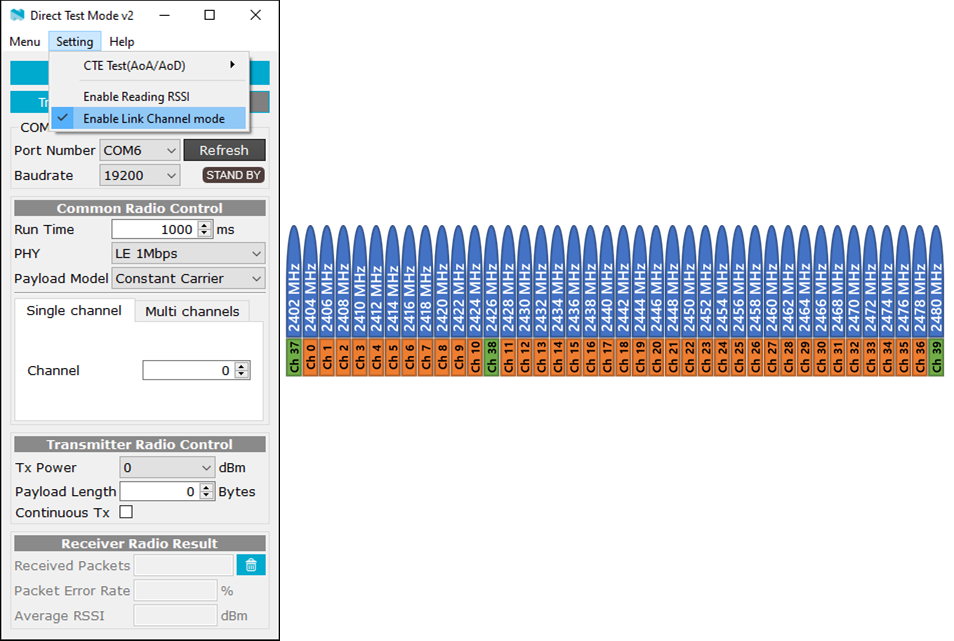 Direct Test Mode v2
Menu Setting Help
CTE Test(AoA/AoD)
Enable Reading RSSI
Enable Link Channel mode
COM
Port Number COM6 Refresh
Baudrate 19200 STAND BY
Common Radio Control
Run Time 1000 ms
PHY LE 1Mbps
Payload Model Constant Carrier
Single channel Multi channels
Channel 0
Transmitter Radio Control
Tx Power 0 dBm
Payload Length 0 Bytes
Continuous Tx
Receiver Radio Result
Received Packets
Packet Error Rate %
Average RSSI dBm
2402 MHz 2404 MHz 2406 MHz 2408 MHz 2410 MHz 2412 MHz 2414 MHz 2416 MHz 2418 MHz 2420 MHz 2422 MHz 2424 MHz 2426 MHz 2428 MHz 2430 MHz 2432 MHz 2434 MHz 2436 MHz 2438 MHz 2440 MHz 2442 MHz 2444 MHz 2446 MHz 2448 MHz 2450 MHz 2452 MHz 2454 MHz 2456 MHz 2458 MHz 2460 MHz 2462 MHz 2464 MHz 2466 MHz 2468 MHz 2470 MHz 2472 MHz 2474 MHz 2476 MHz 2478 MHz 2480 MHz
Ch 37 Ch 0 Ch 1 Ch 2 Ch 3 Ch 4 Ch 5 Ch 6 Ch 7 Ch 8 Ch 9 Ch 10 Ch 38 Ch 11 Ch 12 Ch 13 Ch 14 Ch 15 Ch 16 Ch 17 Ch 18 Ch 19 Ch 20 Ch 21 Ch 22 Ch 23 Ch 24 Ch 25 Ch 26 Ch 27 Ch 28 Ch 29 Ch 30 Ch 31 Ch 32 Ch 33 Ch 34 Ch 35 Ch 36 Ch 39